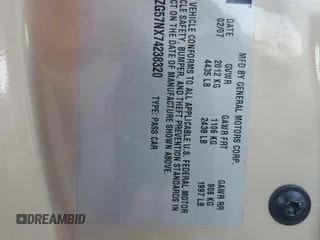 MFD BY GENERAL MOTORS CORP.
DATE GVWR GAWR FRT GAWR RR
02/07 2012 KG 1106 KG 906 KG
4435 LB 2438 LB 1997 LB
VEHICLE CONFORMS TO ALL APPLICABLE U.S. FEDERAL MOTOR
VEHICLE SAFETY, BUMPER, AND THEFT PREVENTION STANDARDS IN
EFFECT ON THE DATE OF MANUFACTURE SHOWN ABOVE.
ZG57NX74238320 TYPE: PASS CAR
DREAMBID